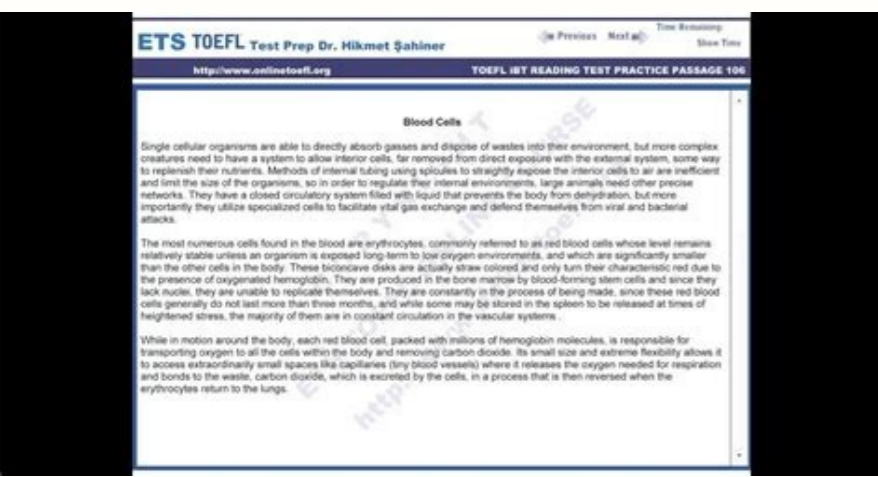 ETS TOEFL Test Prep Dr. Hikmet Şahiner
Previous Next
Time Remaining
Show Time
http://www.onlinetoefl.org TOEFL iBT READING TEST PRACTICE PASSAGE 106
Blood Cells
Single cellular organisms are able to directly absorb gasses and dispose of wastes into their environment, but more complex
creatures need to have a system to allow interior cells, far removed from direct exposure with the external system, some way
to replenish their nutrients. Methods of internal tubing using spicules to straightly expose the interior cells to air are inefficient
and limit the size of the organisms, so in order to regulate their internal environments, large animals need other precise
networks. They have a closed circulatory system filled with liquid that prevents the body from dehydration, but more
importantly they utilize specialized cells to facilitate vital gas exchange and defend themselves from viral and bacterial
attacks.
The most numerous cells found in the blood are erythrocytes, commonly referred to as red blood cells whose level remains
relatively stable unless an organism is exposed long-term to low oxygen environments, and which are significantly smaller
than the other cells in the body. These biconcave disks are actually straw colored and only turn their characteristic red due to
the presence of oxygenated hemoglobin. They are produced in the bone marrow by blood-forming stem cells and since they
lack nuclei, they are unable to replicate themselves. They are constantly in the process of being made, since these red blood
cells generally do not last more than three months, and while some may be stored in the spleen to be released at times of
heightened stress, the majority of them are in constant circulation in the vascular systems .
While in motion around the body, each red blood cell, packed with millions of hemoglobin molecules, is responsible for
transporting oxygen to all the cells within the body and removing carbon dioxide. Its small size and extreme flexibility allows it
to access extraordinarily small spaces like capillaries (tiny blood vessels) where it releases the oxygen needed for respiration
and bonds to the waste, carbon dioxide, which is excreted by the cells, in a process that is then reversed when the
erythrocytes return to the lungs.